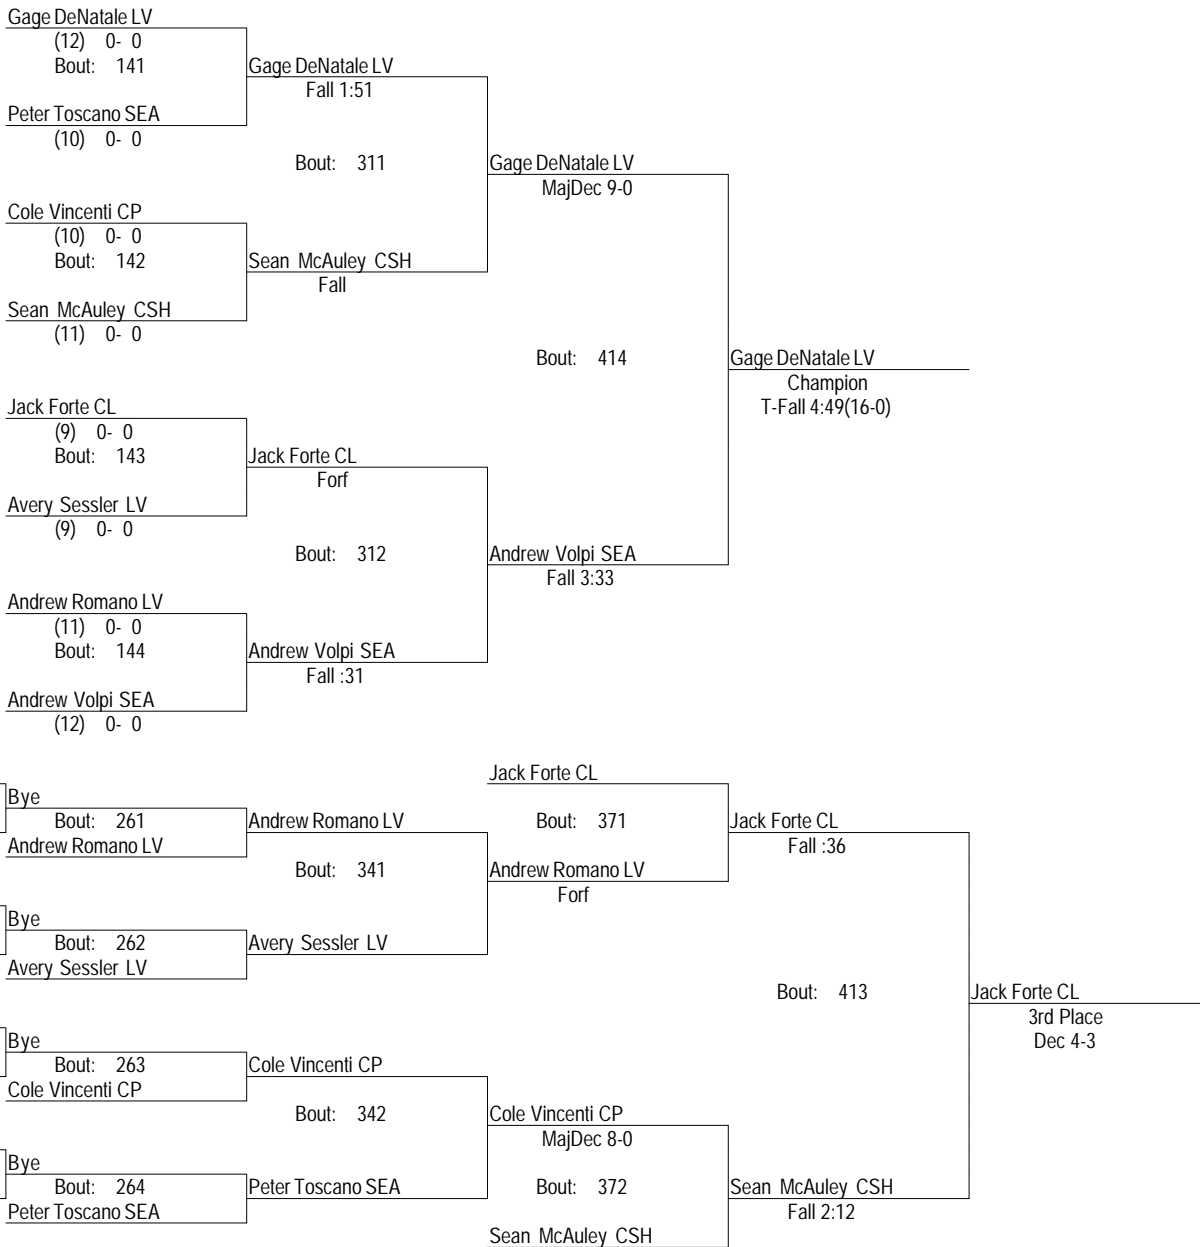 Gage DeNatale LV
(12) 0- 0
Bout: 141
Gage DeNatale LV
Fall 1:51
Peter Toscano SEA
(10) 0- 0
Bout: 311
Gage DeNatale LV
MajDec 9-0
Cole Vincenti CP
(10) 0- 0
Bout: 142
Sean McAuley CSH
Fall
Sean McAuley CSH
(11) 0- 0
Bout: 414
Gage DeNatale LV
Champion
T-Fall 4:49(16-0)
Jack Forte CL
(9) 0- 0
Bout: 143
Jack Forte CL
Forf
Avery Sessler LV
(9) 0- 0
Bout: 312
Andrew Volpi SEA
Fall 3:33
Andrew Romano LV
(11) 0- 0
Bout: 144
Andrew Volpi SEA
Fall :31
Andrew Volpi SEA
(12) 0- 0
Jack Forte CL
Bye
Bout: 261
Andrew Romano LV
Bout: 371
Jack Forte CL
Fall :36
Andrew Romano LV
Bout: 341
Andrew Romano LV
Forf
Bye
Bout: 262
Avery Sessler LV
Avery Sessler LV
Bout: 413
Jack Forte CL
3rd Place
Dec 4-3
Bye
Bout: 263
Cole Vincenti CP
Cole Vincenti CP
Bout: 342
Cole Vincenti CP
MajDec 8-0
Bye
Bout: 264
Peter Toscano SEA
Bout: 372
Sean McAuley CSH
Fall 2:12
Peter Toscano SEA
Sean McAuley CSH